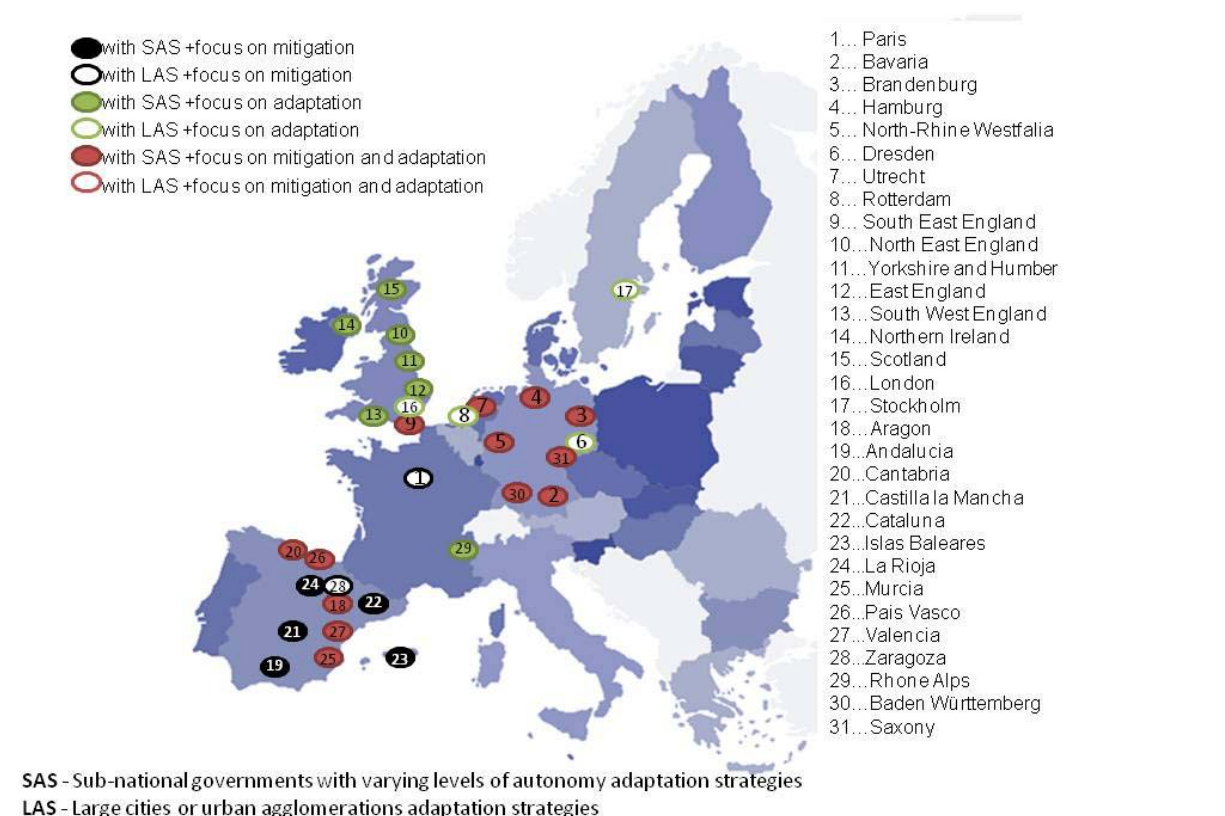 with SAS +focus on mitigation
with LAS +focus on mitigation
with SAS +focus on adaptation
with LAS +focus on adaptation
with SAS +focus on mitigation and adaptation
with LAS +focus on mitigation and adaptation
1... Paris
2... Bavaria
3... Brandenburg
4... Hamburg
5... North-Rhine Westfalia
6... Dresden
7... Utrecht
8... Rotterdam
9... South East England
10...North East England
11...Yorkshire and Humber
12...East England
13...South West England
14...Northern Ireland
15...Scotland
16...London
17...Stockholm
18...Aragon
19...Andalucia
20...Cantabria
21...Castilla la Mancha
22...Cataluna
23...Islas Baleares
24...La Rioja
25...Murcia
26...Pais Vasco
27...Valencia
28...Zaragoza
29...Rhone Alps
30...Baden Württemberg
31...Saxony
15
17
14
10
11
12
16
13
9
8
7
4
3
5
6
31
1
30
2
29
20
26
24
28
18
22
21
27
25
23
19
SAS - Sub-national governments with varying levels of autonomy adaptation strategies
LAS - Large cities or urban agglomerations adaptation strategies